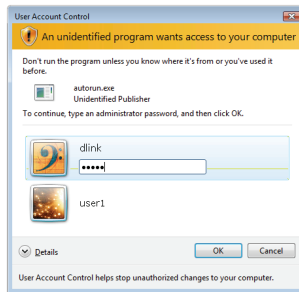 User Account Control
An unidentified program wants access to your computer
Don't run the program unless you know where it's from or you've used it
before.
autorun.exe
Unidentified Publisher
To continue, type an administrator password, and then click OK.
dlink
•••••
user1
Details
OK
Cancel
User Account Control helps stop unauthorized changes to your computer.